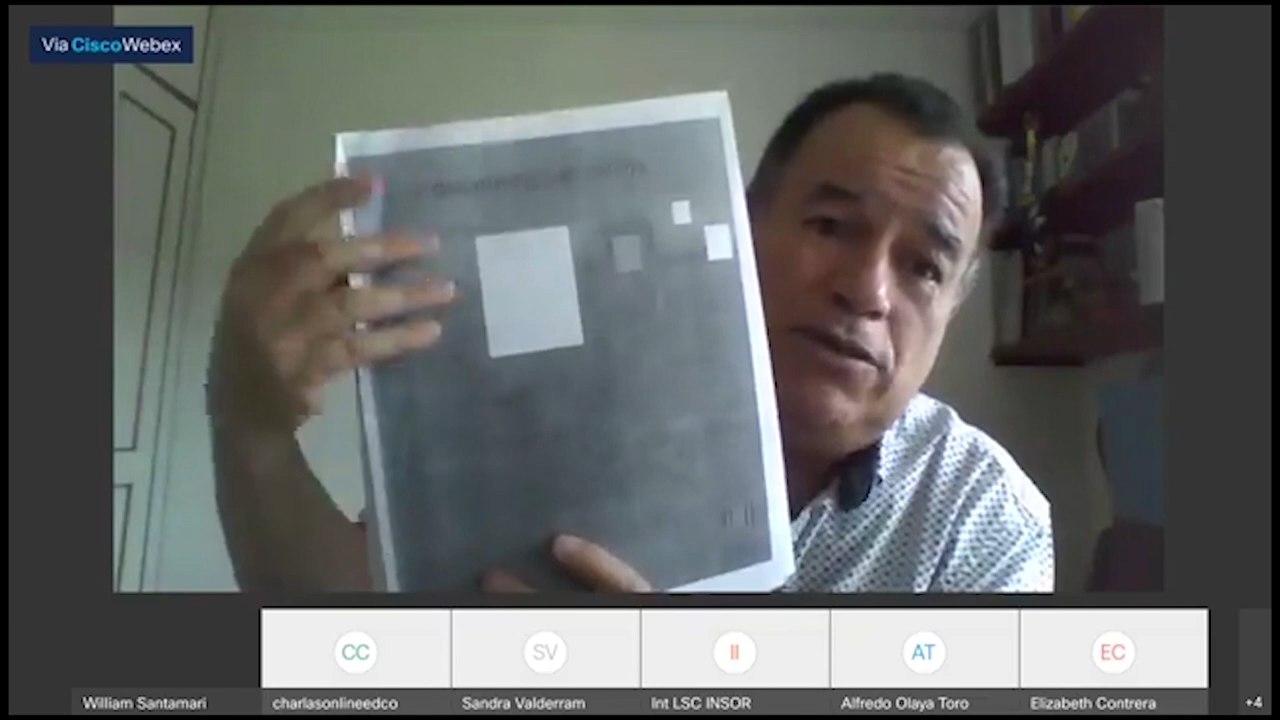 Via CiscoWebex
CC
SV
II
AT
EC
William Santamari
charlasonlineedco
Sandra Valderram
Int LSC INSOR
Alfredo Olaya Toro
Elizabeth Contrera
+4